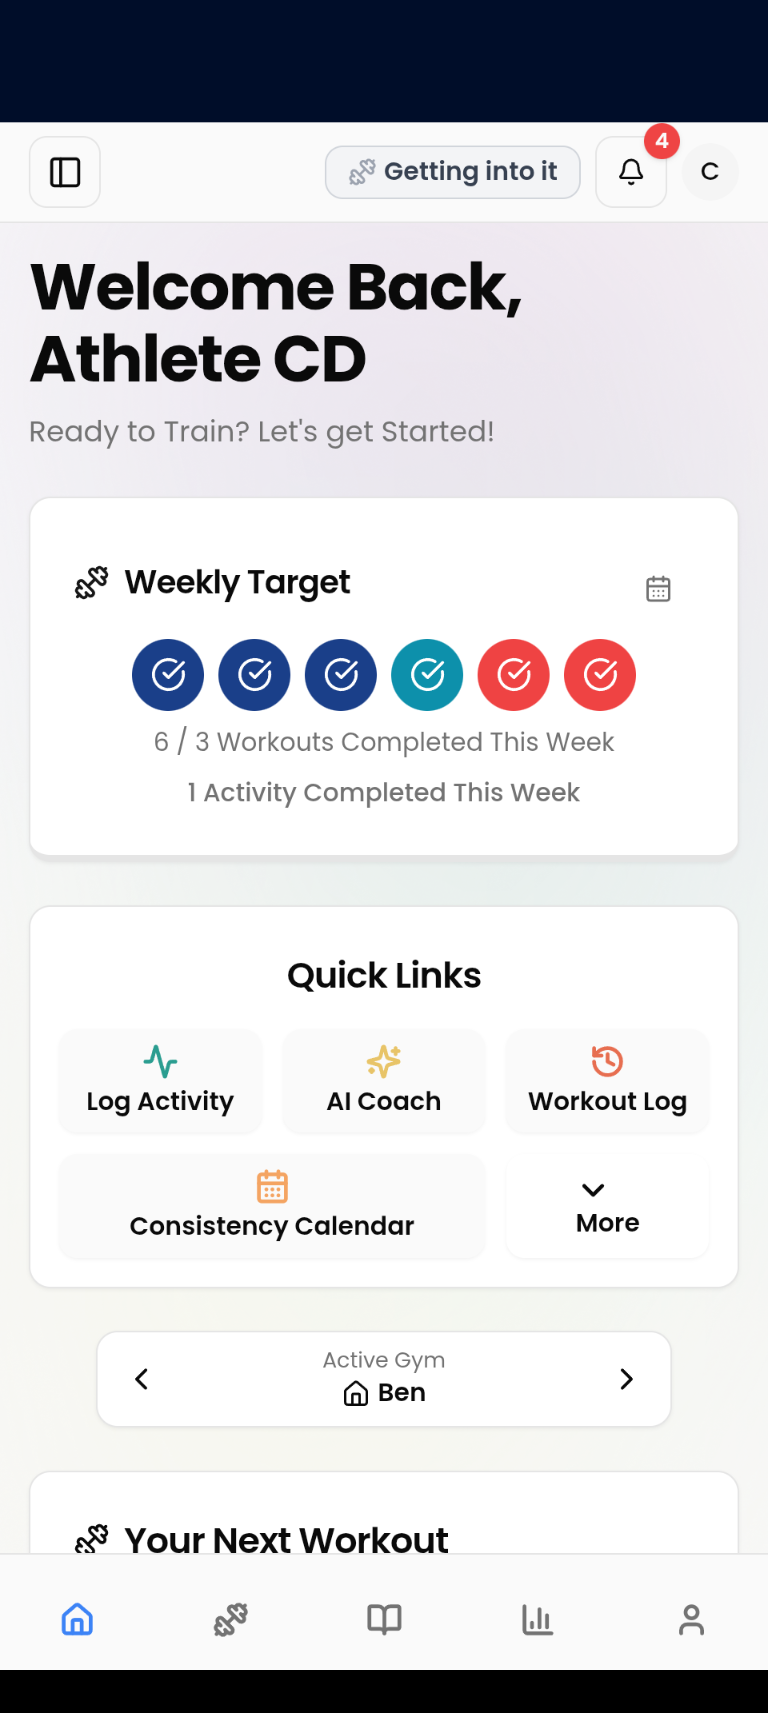 Getting into it
4
C
Welcome Back,
Athlete CD
Ready to Train? Let's get Started!
Weekly Target
6 / 3 Workouts Completed This Week
1 Activity Completed This Week
Quick Links
Log Activity
AI Coach
Workout Log
Consistency Calendar
More
Active Gym
Ben
Your Next Workout